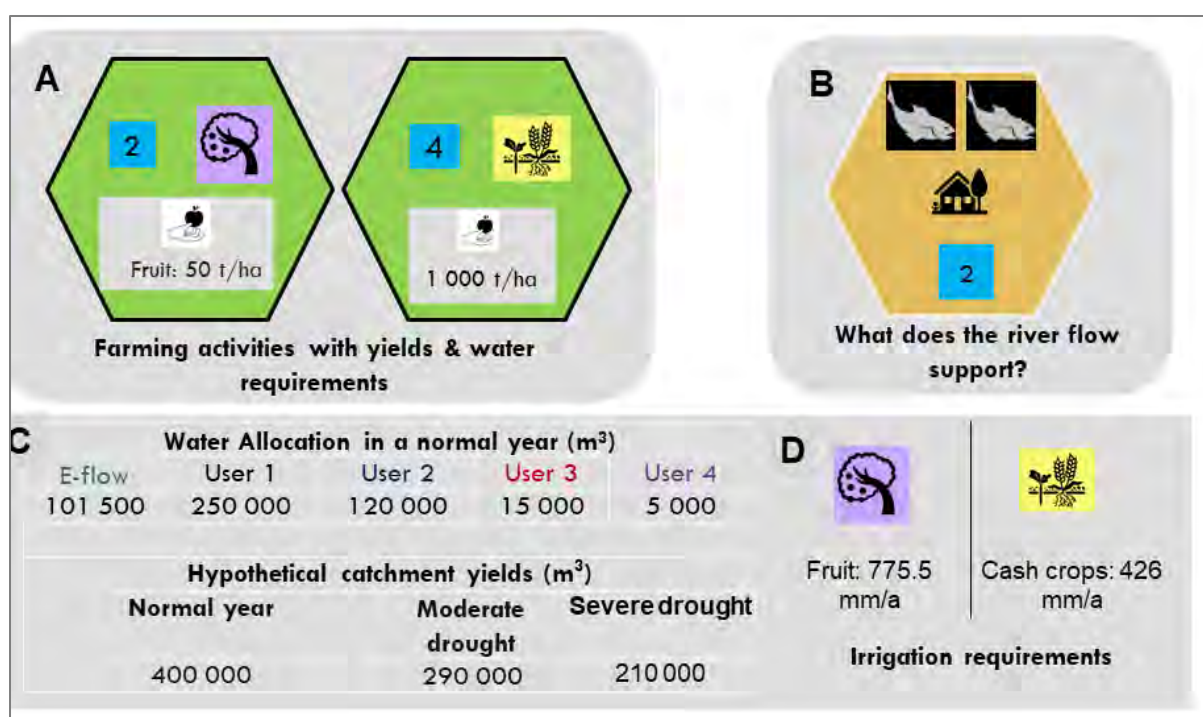 A
2
4
Fruit: 50 t/ha
1 000 t/ha
Farming activities with yields & water
requirements
B
2
What does the river flow
support?
C
Water Allocation in a normal year (m³)
E-flow User 1 User 2 User 3 User 4
101 500 250 000 120 000 15 000 5 000
Hypothetical catchment yields (m³)
Normal year Moderate Severe drought
drought
400 000 290 000 210 000
D
Fruit: 775.5 Cash crops: 426
mm/a mm/a
Irrigation requirements